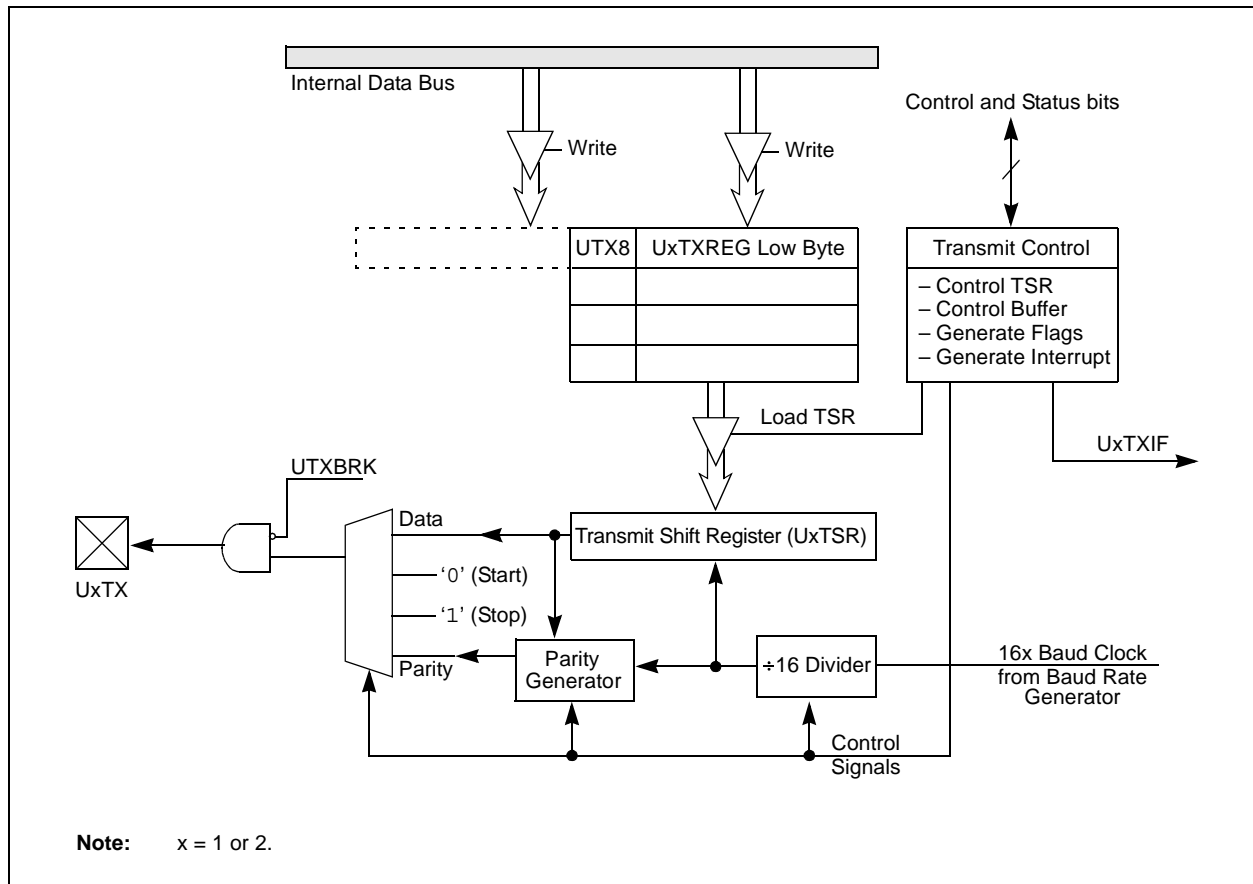 Internal Data Bus
Control and Status bits
Write
Write
UTX8
UxTXREG Low Byte
Transmit Control
– Control TSR
– Control Buffer
– Generate Flags
– Generate Interrupt
Load TSR
UxTXIF
UTXBRK
Data
Transmit Shift Register (UxTSR)
UxTX
‘0’ (Start)
‘1’ (Stop)
Parity
Parity
Generator
÷16 Divider
16x Baud Clock
from Baud Rate
Generator
Control
Signals
Note: x = 1 or 2.